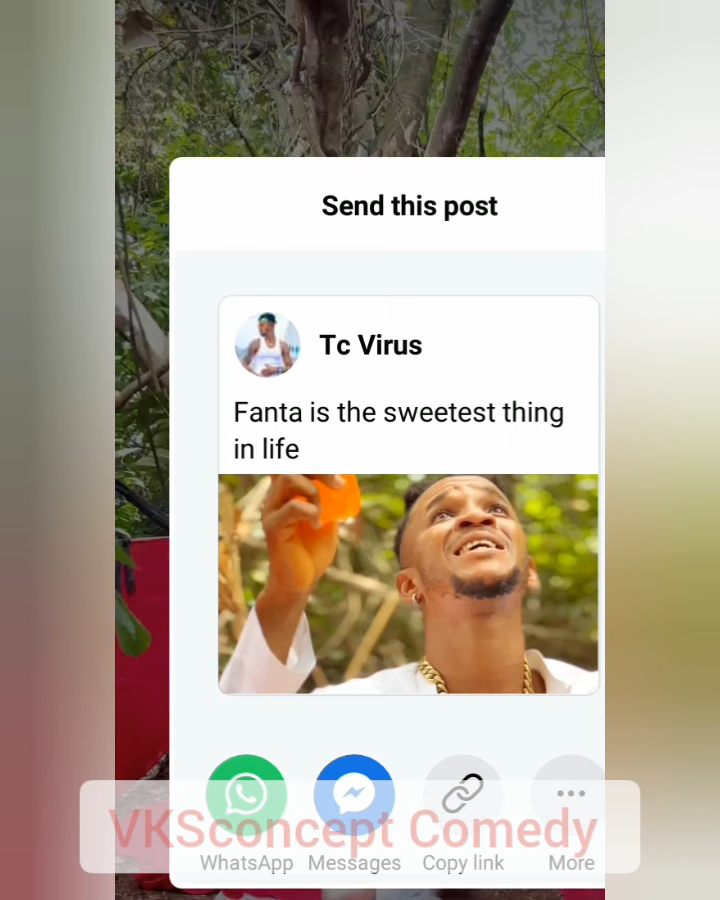 Send this post
Tc Virus
Fanta is the sweetest thing
in life
VKSconcept Comedy
WhatsApp Messages Copy link More